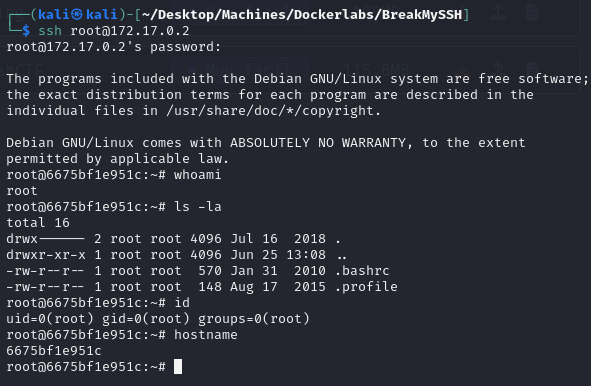 ┌──(kali㉿kali)-[~/Desktop/Machines/Dockerlabs/BreakMySSH]
└─$ ssh root@172.17.0.2
root@172.17.0.2's password:
The programs included with the Debian GNU/Linux system are free software;
the exact distribution terms for each program are described in the
individual files in /usr/share/doc/*/copyright.
Debian GNU/Linux comes with ABSOLUTELY NO WARRANTY, to the extent
permitted by applicable law.
root@6675bf1e951c:~# whoami
root
root@6675bf1e951c:~# ls -la
total 16
drwx------ 2 root root 4096 Jul 16  2018 .
drwxr-xr-x 1 root root 4096 Jun 25 13:08 ..
-rw-r--r-- 1 root root  570 Jan 31  2010 .bashrc
-rw-r--r-- 1 root root  148 Aug 17  2015 .profile
root@6675bf1e951c:~# id
uid=0(root) gid=0(root) groups=0(root)
root@6675bf1e951c:~# hostname
6675bf1e951c
root@6675bf1e951c:~#